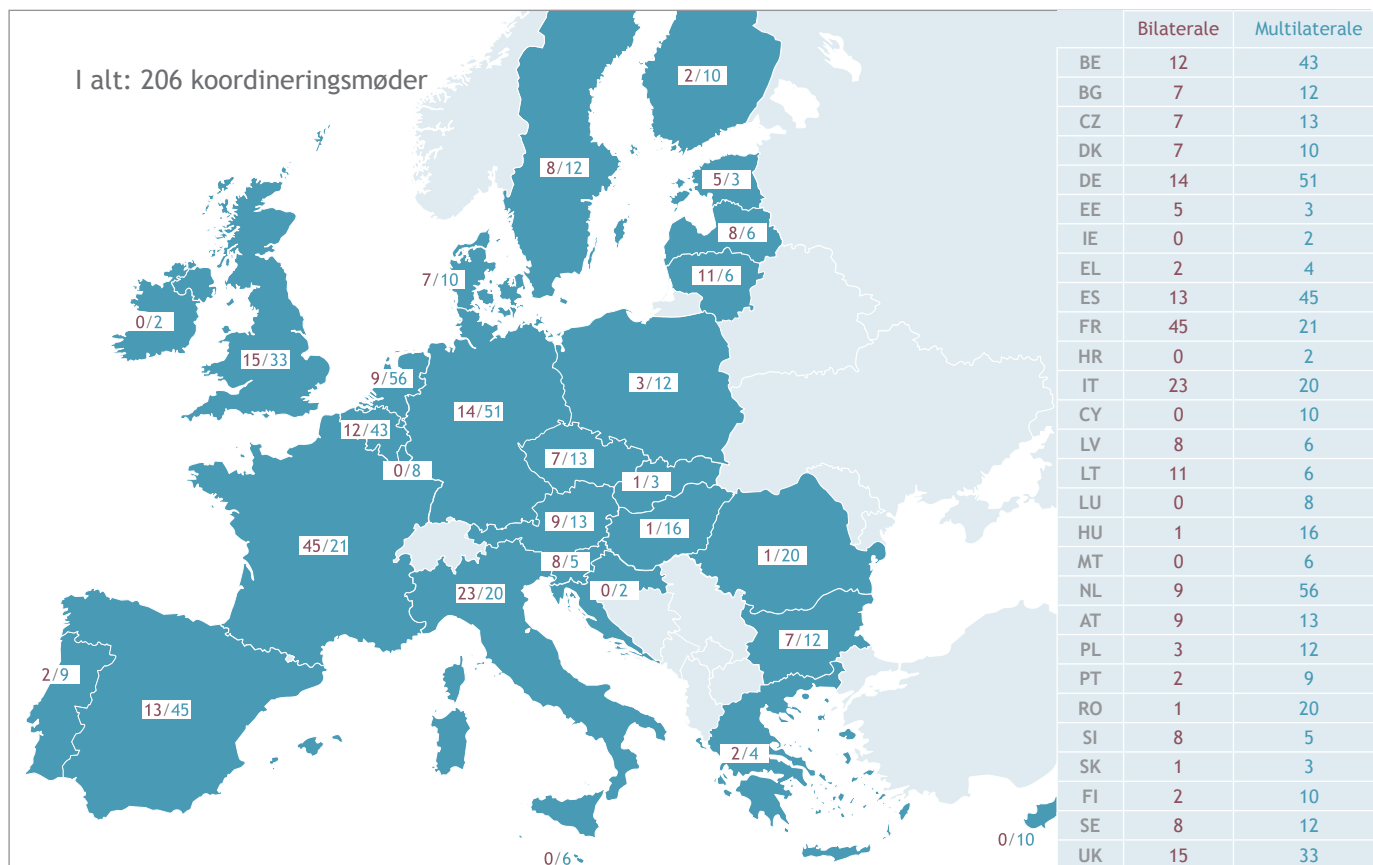 I alt: 206 koordineringsmøder
2/10
8/12
5/3
8/6
7/10
11/6
0/2
15/33
9/56
3/12
14/51
12/43
7/13
0/8
1/3
9/13
1/16
45/21
1/20
8/5
23/20
0/2
7/12
2/9
13/45
2/4
0/10
0/6
Bilaterale Multilaterale
BE 12 43
BG 7 12
CZ 7 13
DK 7 10
DE 14 51
EE 5 3
IE 0 2
EL 2 4
ES 13 45
FR 45 21
HR 0 2
IT 23 20
CY 0 10
LV 8 6
LT 11 6
LU 0 8
HU 1 16
MT 0 6
NL 9 56
AT 9 13
PL 3 12
PT 2 9
RO 1 20
SI 8 5
SK 1 3
FI 2 10
SE 8 12
UK 15 33